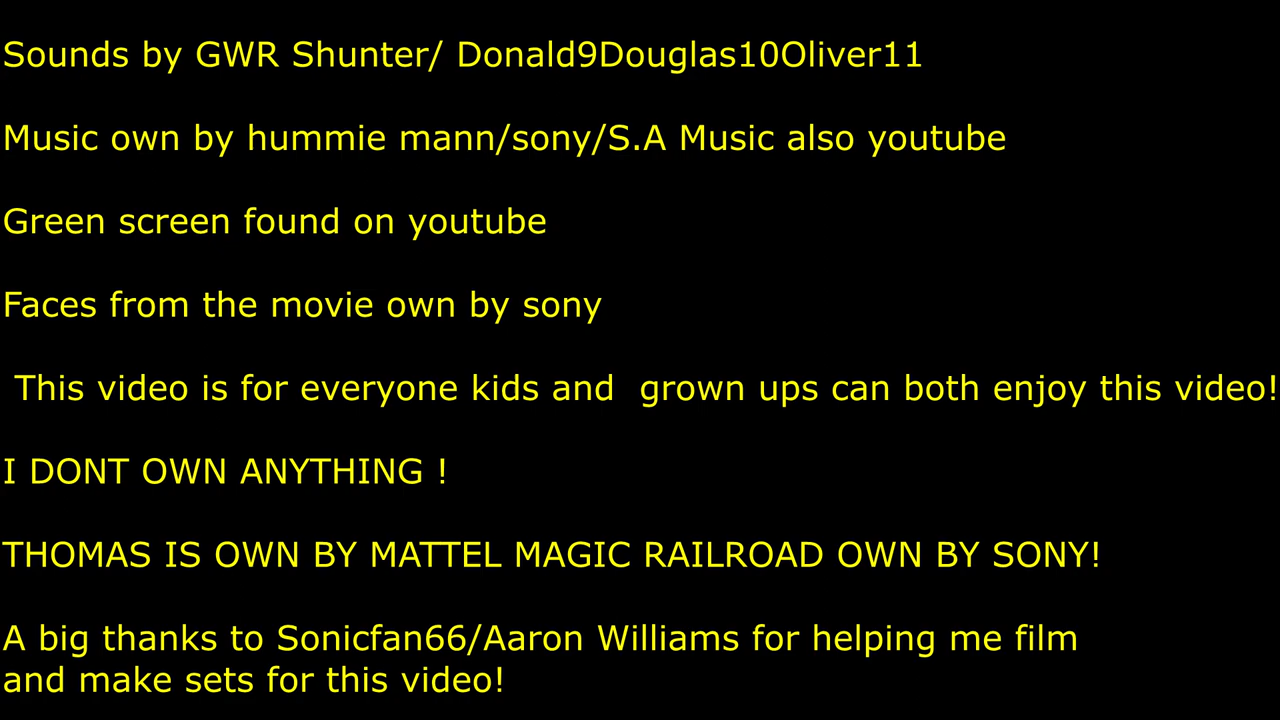 Sounds by GWR Shunter/ Donald9Douglas10Oliver11
Music own by hummie mann/sony/S.A Music also youtube
Green screen found on youtube
Faces from the movie own by sony
This video is for everyone kids and  grown ups can both enjoy this video!
I DONT OWN ANYTHING !
THOMAS IS OWN BY MATTEL MAGIC RAILROAD OWN BY SONY!
A big thanks to Sonicfan66/Aaron Williams for helping me film
and make sets for this video!